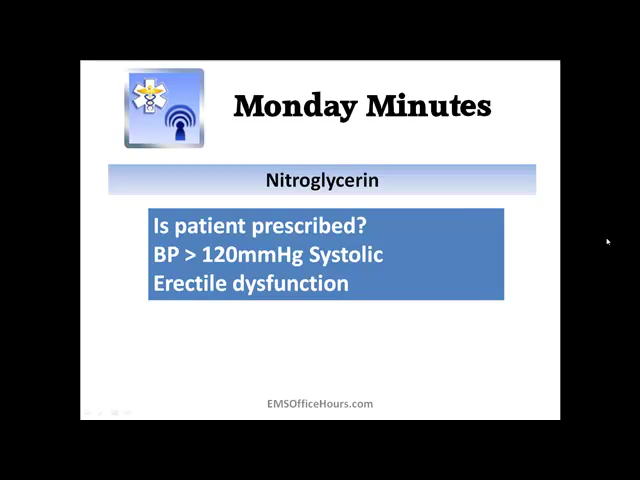 Monday Minutes
Nitroglycerin
Is patient prescribed?
BP > 120mmHg Systolic
Erectile dysfunction
EMSOfficeHours.com